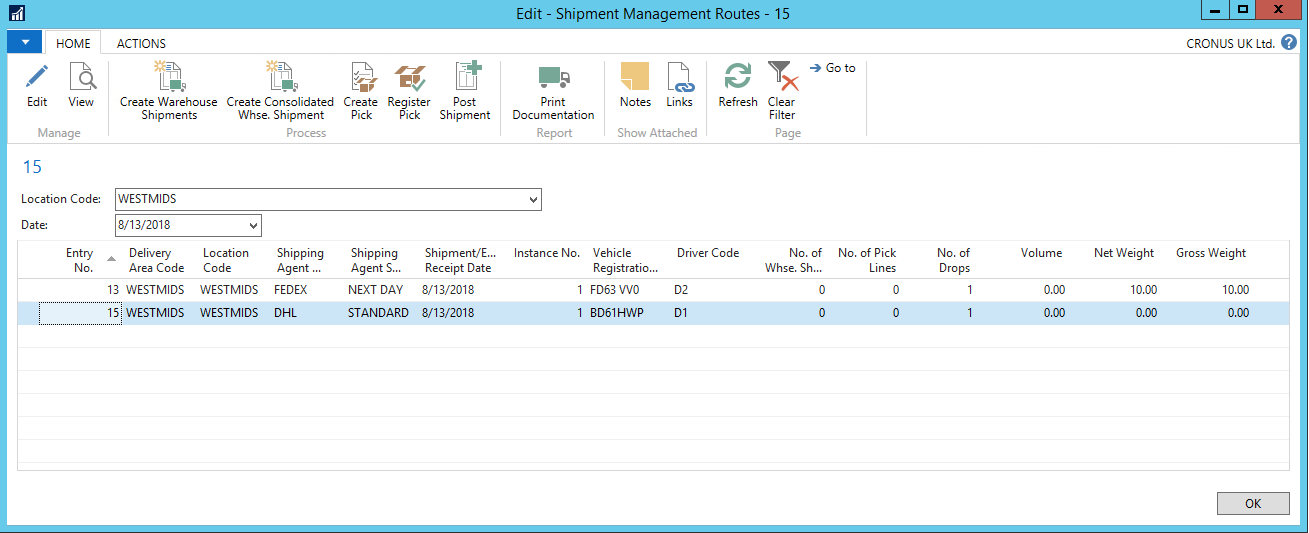 Edit - Shipment Management Routes - 15
HOME ACTIONS CRONUS UK Ltd. ?
Edit View Create Warehouse Shipments Create Consolidated Whse. Shipment Create Pick Register Pick Post Shipment Print Documentation Notes Links Refresh Clear Filter Go to
Manage Process Report Show Attached Page
15
Location Code: WESTMIDS
Date: 8/13/2018
Entry No. Delivery Area Code Location Code Shipping Agent ... Shipping Agent S... Shipment/E... Receipt Date Instance No. Vehicle Registratio... Driver Code No. of Whse. Sh... No. of Pick Lines No. of Drops Volume Net Weight Gross Weight
13 WESTMIDS WESTMIDS FEDEX NEXT DAY 8/13/2018 1 FD63 VV0 D2 0 0 1 0.00 10.00 10.00
15 WESTMIDS WESTMIDS DHL STANDARD 8/13/2018 1 BD61HWP D1 0 0 1 0.00 0.00 0.00
OK